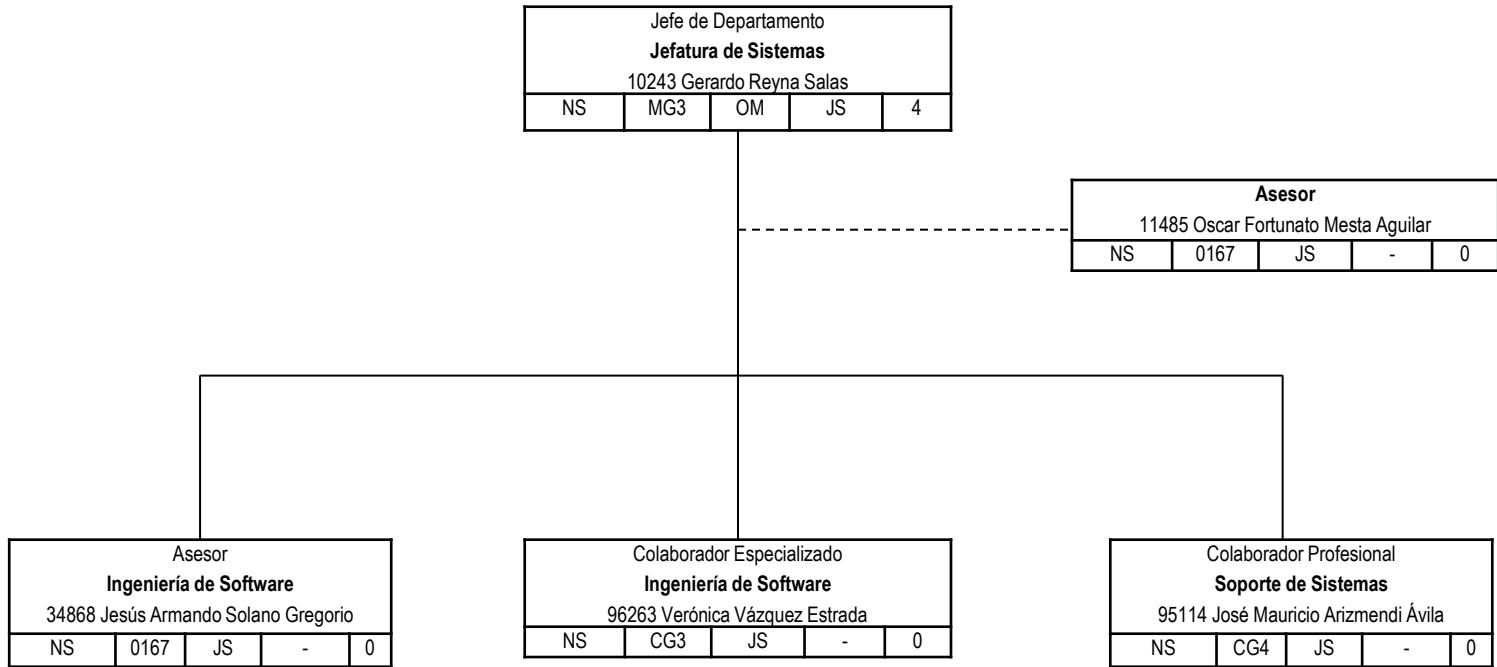 Jefe de Departamento
Jefatura de Sistemas
10243 Gerardo Reyna Salas
NS MG3 OM JS 4
Asesor
11485 Oscar Fortunato Mesta Aguilar
NS 0167 JS - 0
Asesor
Ingeniería de Software
34868 Jesús Armando Solano Gregorio
NS 0167 JS - 0
Colaborador Especializado
Ingeniería de Software
96263 Verónica Vázquez Estrada
NS CG3 JS - 0
Colaborador Profesional
Soporte de Sistemas
95114 José Mauricio Arizmendi Ávila
NS CG4 JS - 0